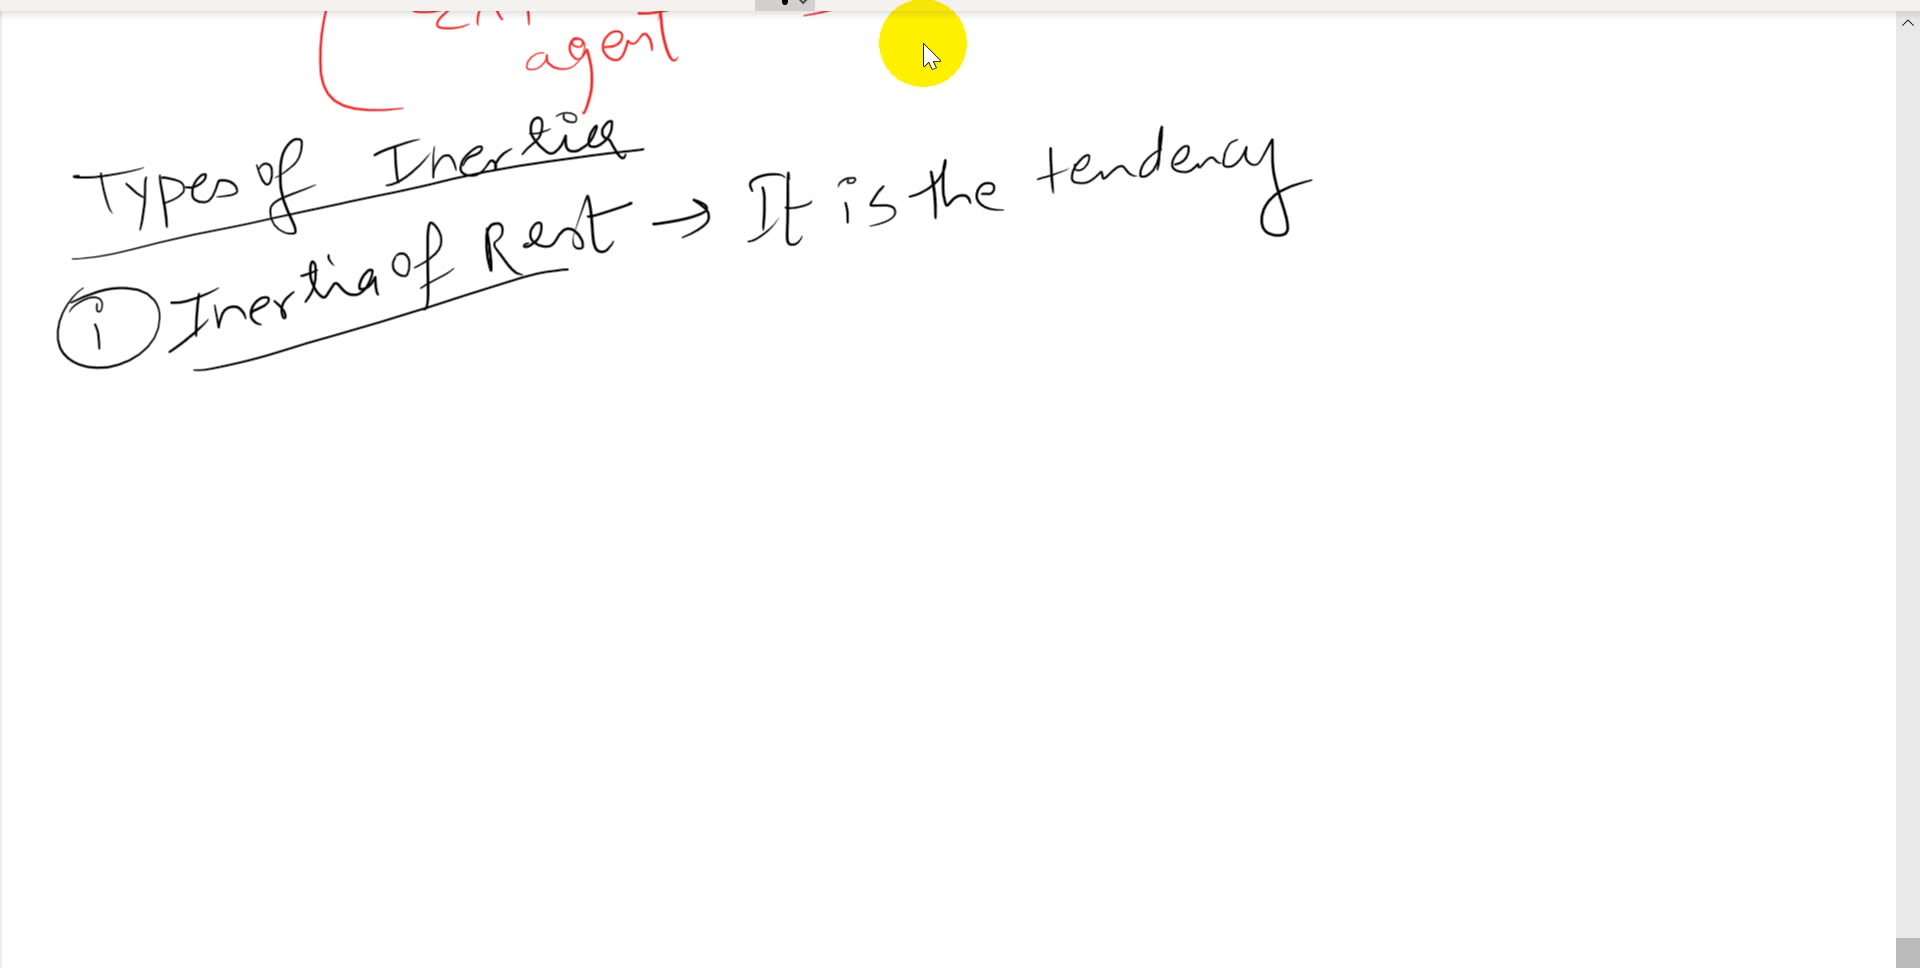 agent
Types of Inertia
i Inertia of Rest → It is the tendency